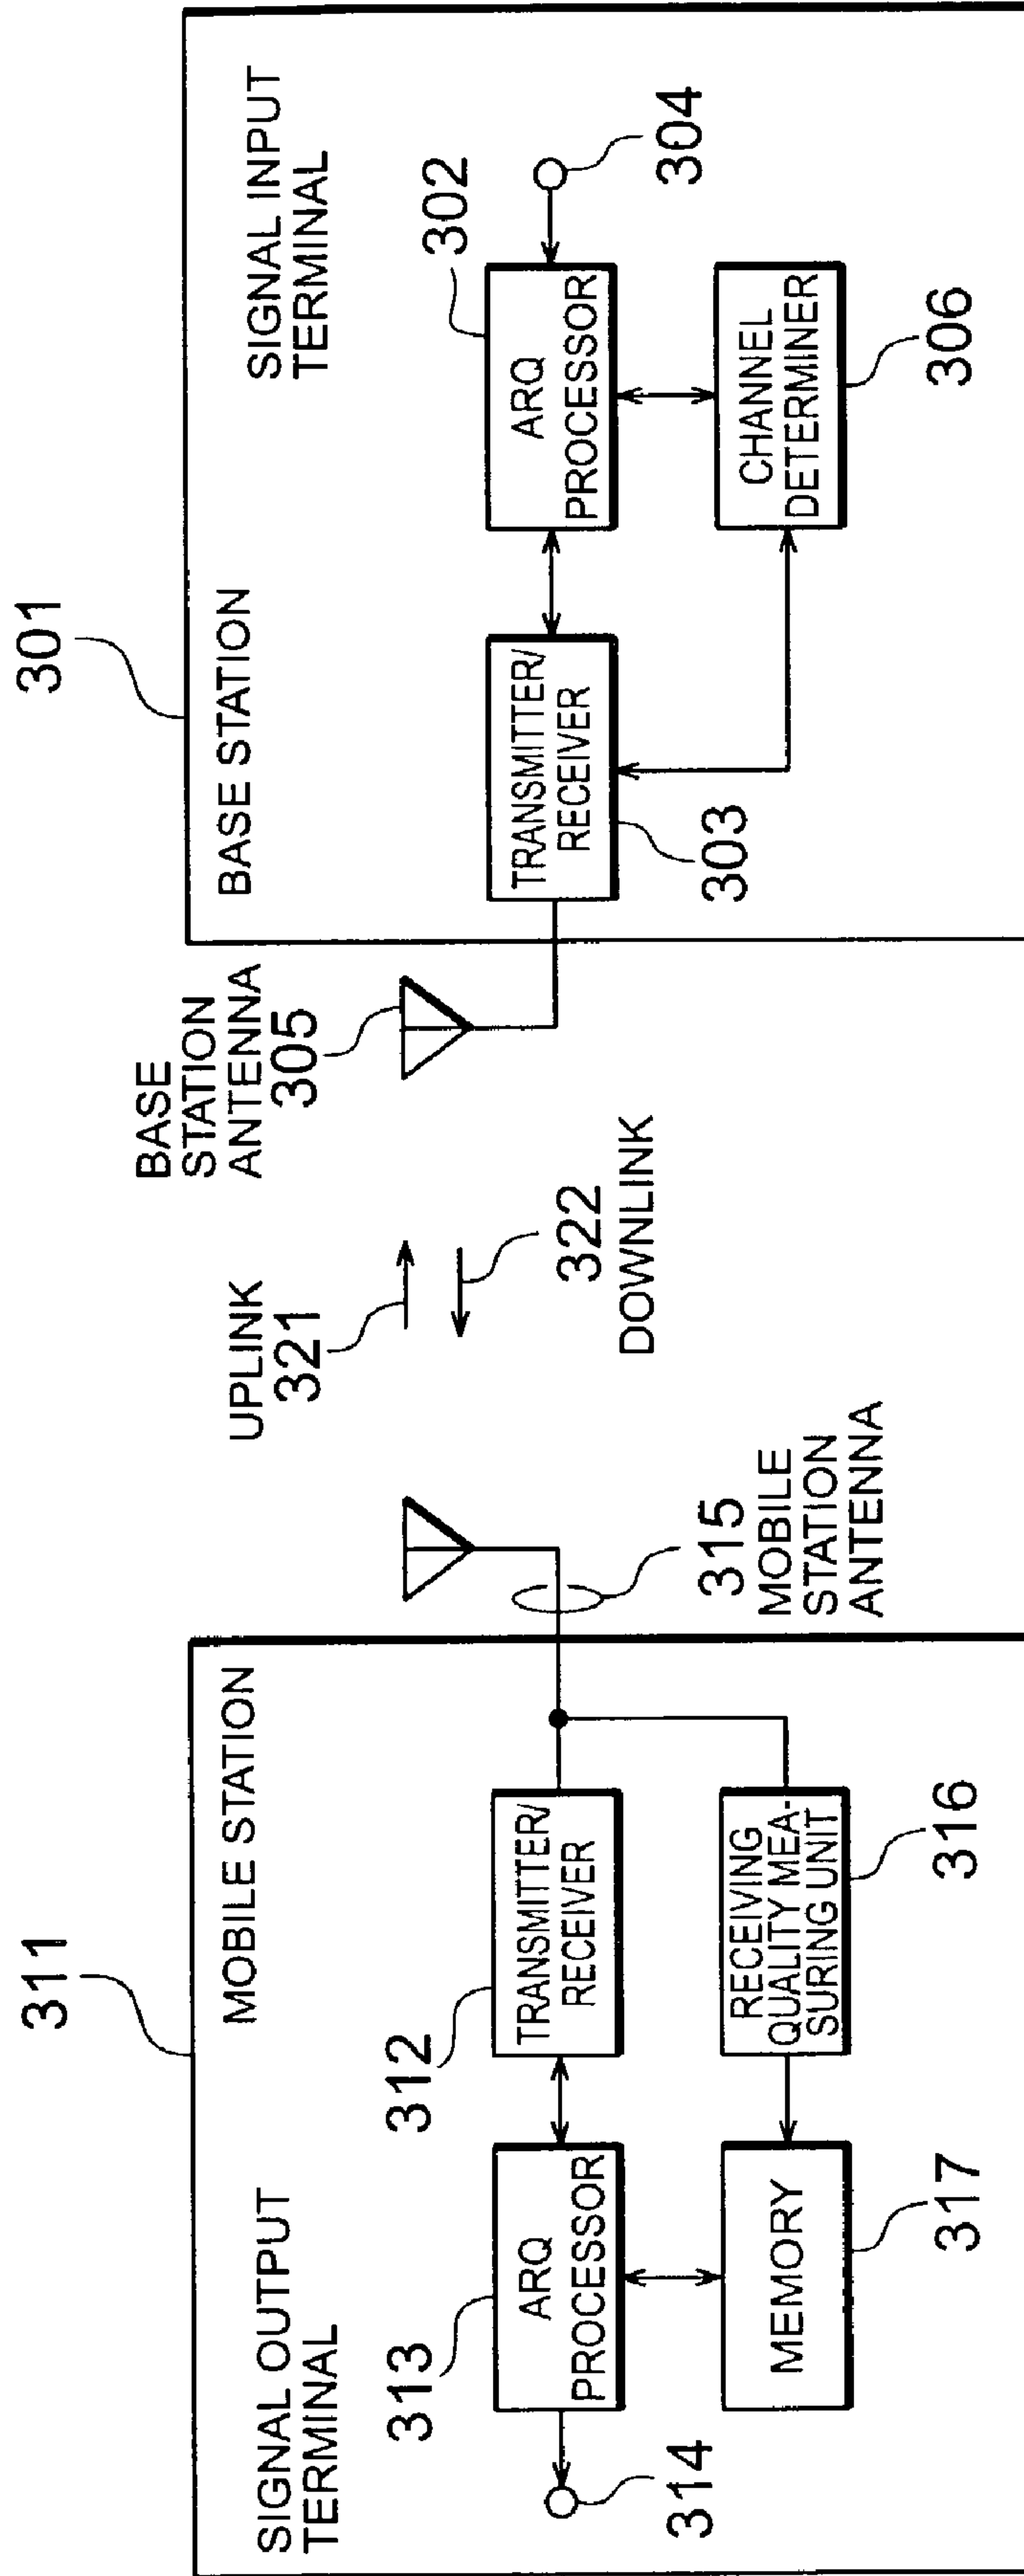 311
301
SIGNAL OUTPUT
TERMINAL
MOBILE STATION
313
312
ARQ
PROCESSOR
TRANSMITTER/
RECEIVER
314
MEMORY
317
RECEIVING
QUALITY MEA-
SURING UNIT
316
315
MOBILE
STATION
ANTENNA
UPLINK
321
322
DOWNLINK
BASE
STATION
ANTENNA
305
BASE STATION
SIGNAL INPUT
TERMINAL
TRANSMITTER/
RECEIVER
303
302
ARQ
PROCESSOR
304
CHANNEL
DETERMINER
306